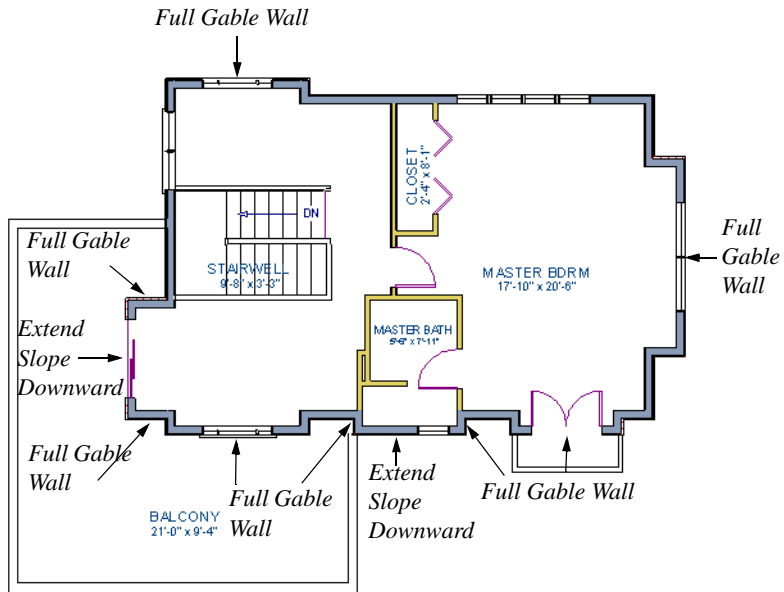 Full Gable Wall
CLOSET
2'-4" x 8'-1"
DN
Full Gable
Wall
Full
Gable
Wall
STAIRWELL
9'-8" x 3'-3"
MASTER BDRM
17'-10" x 20'-6"
Extend
Slope
Downward
MASTER BATH
5'-6" x 7'-11"
Full Gable
Wall
Full Gable
Wall
Extend
Slope
Downward
Full Gable Wall
BALCONY
21'-0" x 9'-4"